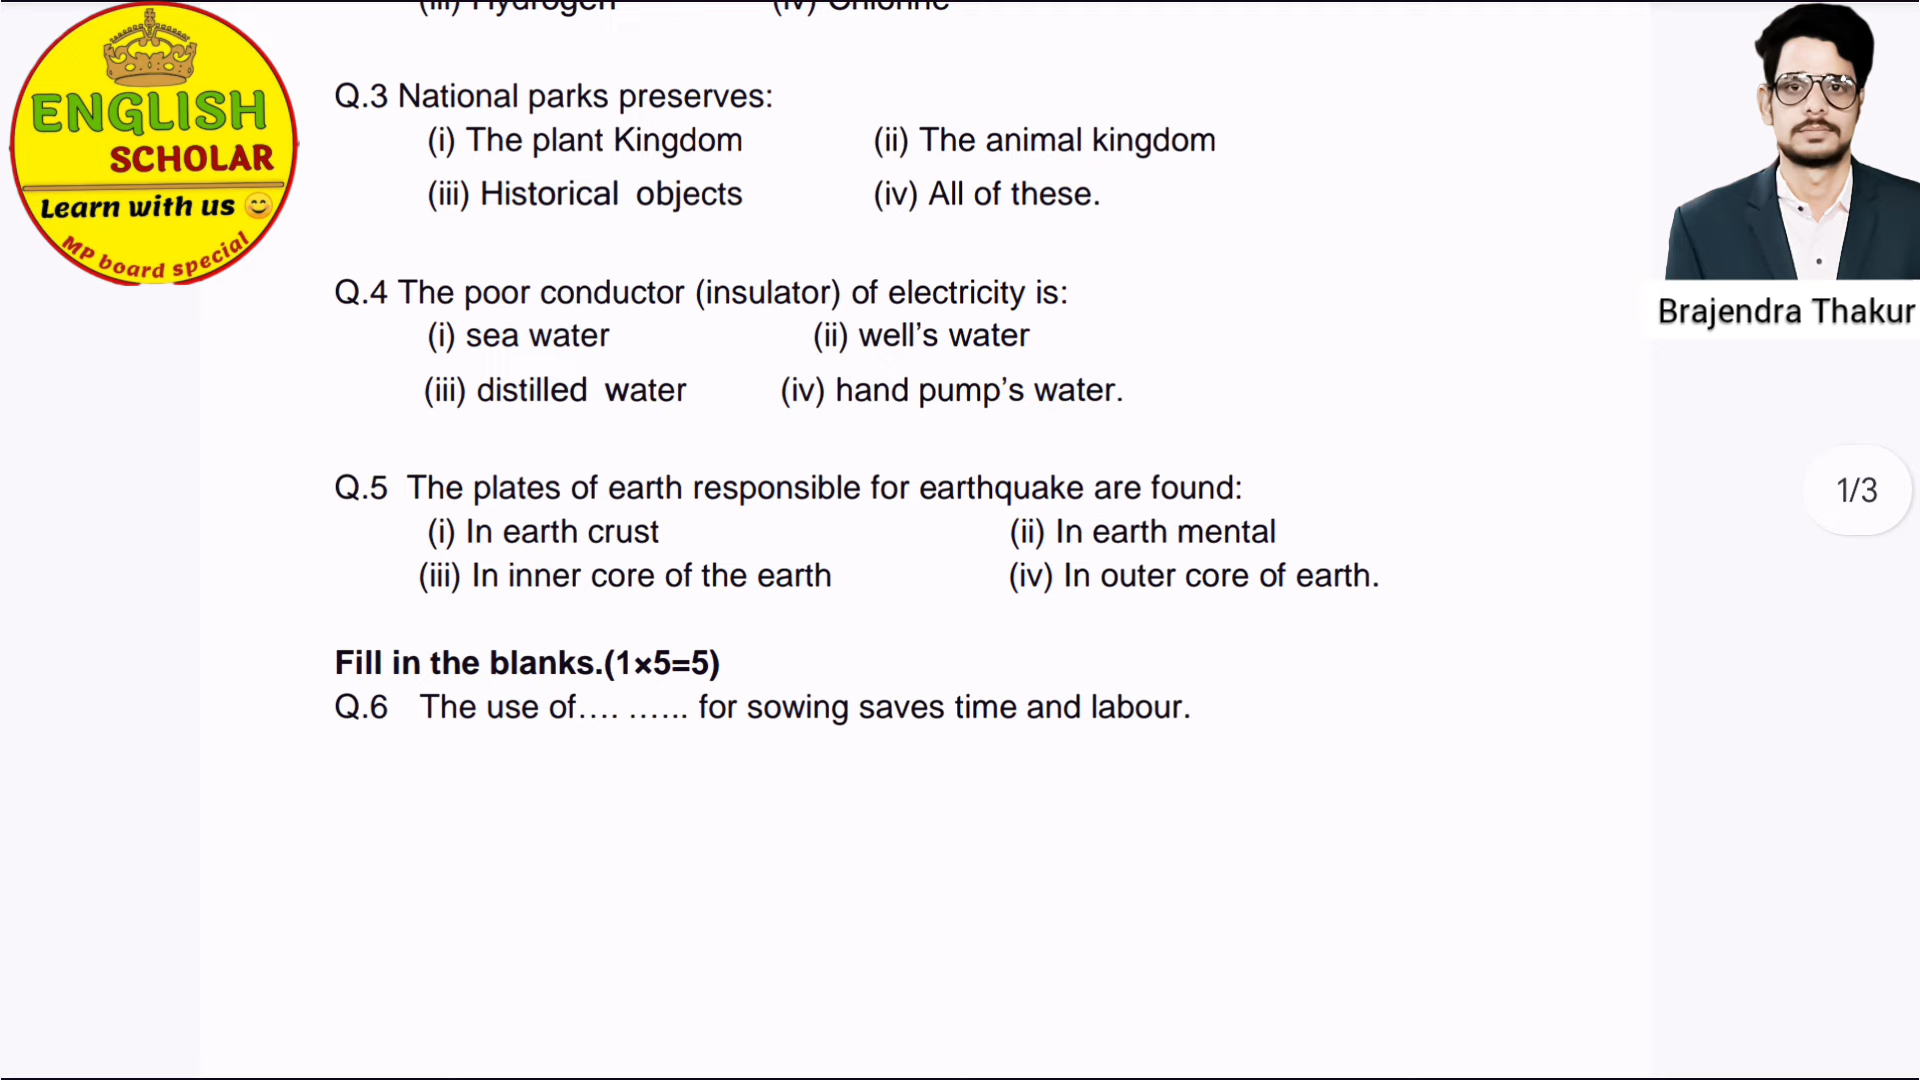 (iii) Hydrogen (iv) Chlorine
ENGLISH
SCHOLAR
Learn with us 😊
MP board special
Q.3 National parks preserves:
(i) The plant Kingdom (ii) The animal kingdom
(iii) Historical objects (iv) All of these.
Q.4 The poor conductor (insulator) of electricity is:
(i) sea water (ii) well’s water
(iii) distilled water (iv) hand pump’s water.
Brajendra Thakur
Q.5 The plates of earth responsible for earthquake are found:
(i) In earth crust (ii) In earth mental
(iii) In inner core of the earth (iv) In outer core of earth.
1/3
Fill in the blanks.(1×5=5)
Q.6 The use of…. …... for sowing saves time and labour.